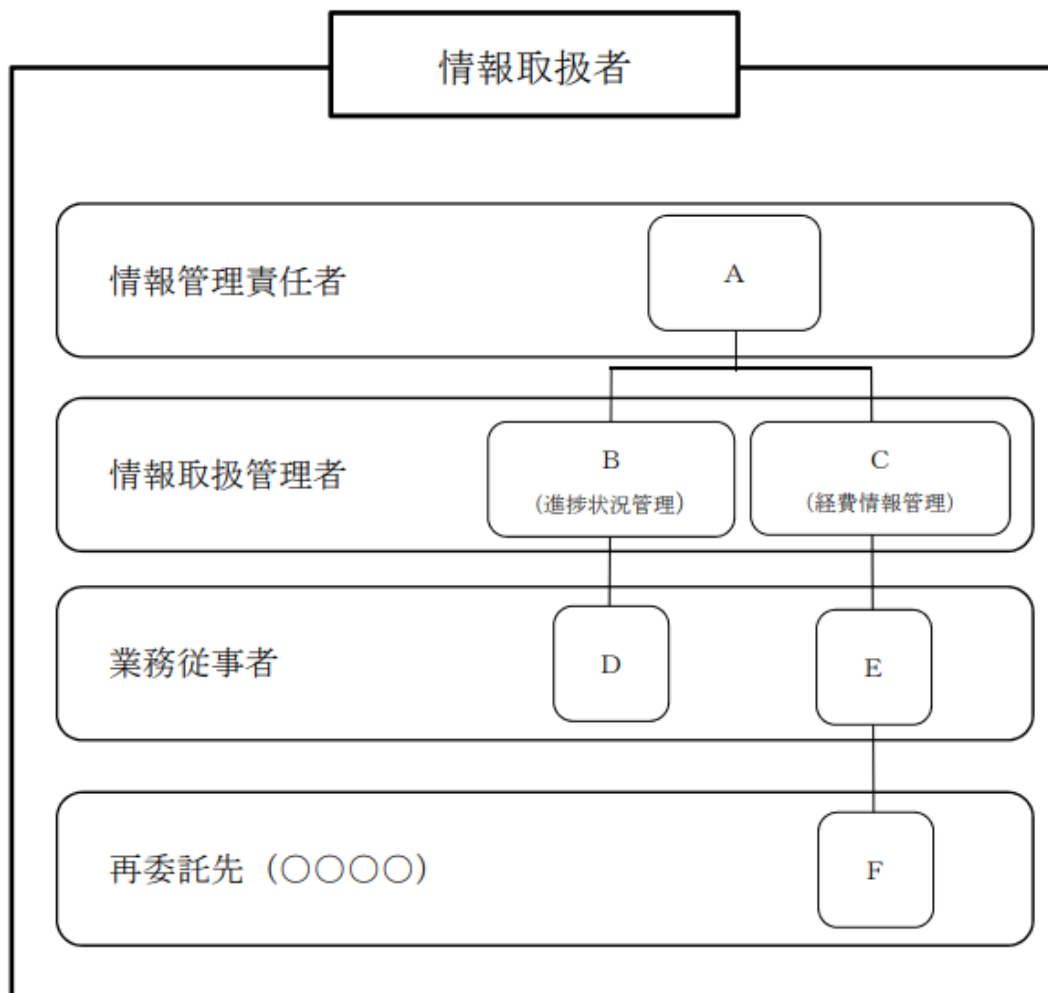 情報取扱者
情報管理責任者
A
情報取扱管理者
B
(進捗状況管理)
C
(経費情報管理)
業務従事者
D
E
再委託先（〇〇〇〇）
F